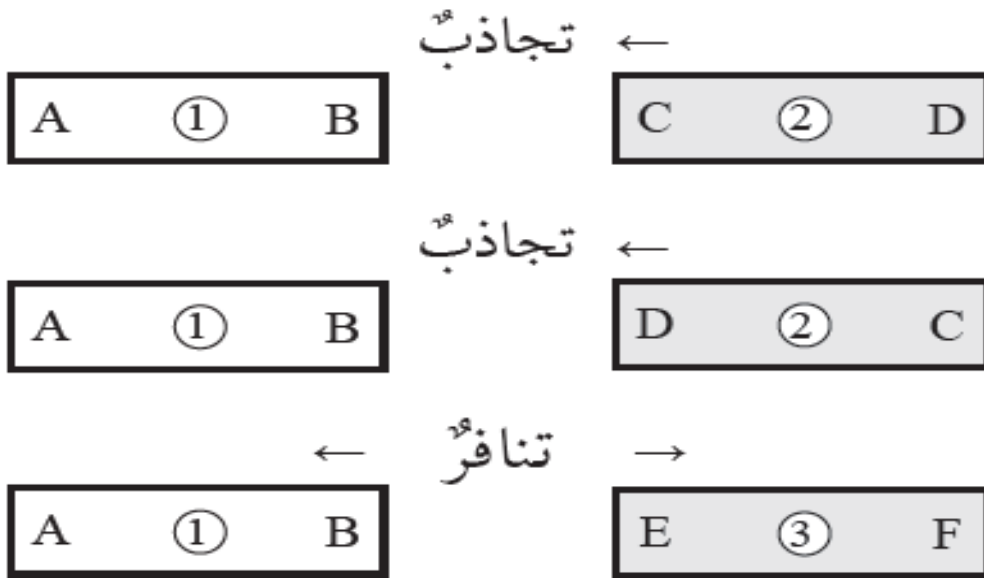 تجاذبٌ ←
A ① B C ② D
تجاذبٌ ←
A ① B D ② C
← تنافرٌ →
A ① B E ③ F